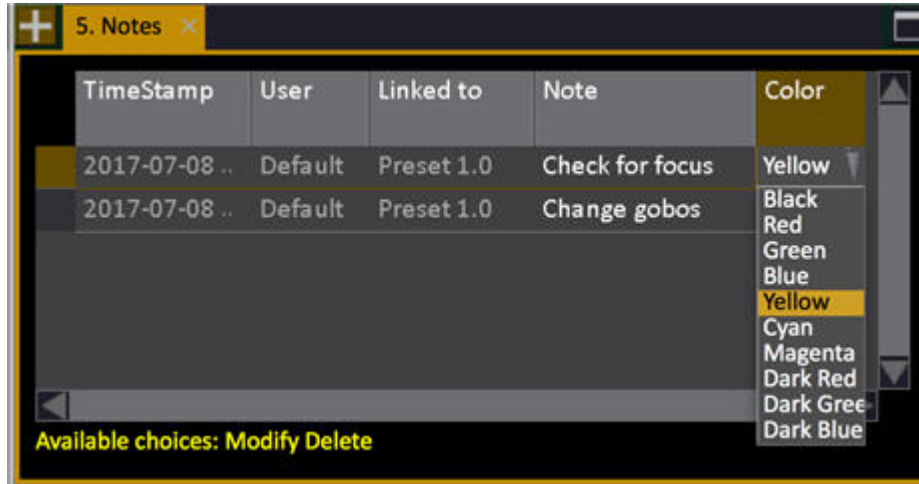 5. Notes
TimeStamp User Linked to Note Color
2017-07-08 .. Default Preset 1.0 Check for focus Yellow
2017-07-08 .. Default Preset 1.0 Change gobos
Black
Red
Green
Blue
Yellow
Cyan
Magenta
Dark Red
Dark Gree
Dark Blue
Available choices: Modify Delete